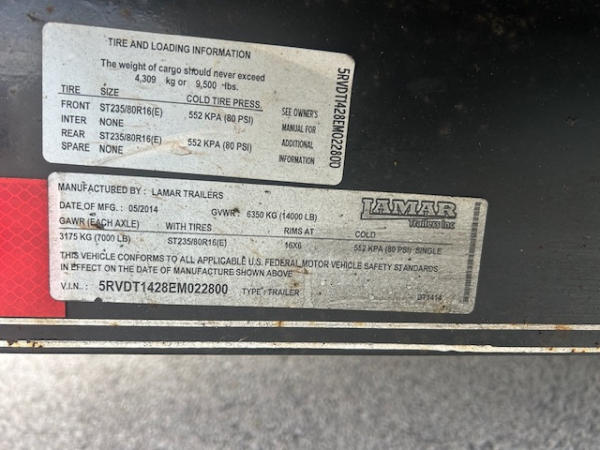 TIRE AND LOADING INFORMATION
The weight of cargo should never exceed
4,309 kg or 9,500 lbs.
TIRE SIZE COLD TIRE PRESS.
FRONT ST235/80R16(E) 552 KPA (80 PSI)
INTER NONE
REAR ST235/80R16(E) 552 KPA (80 PSI)
SPARE NONE
SEE OWNER'S
MANUAL FOR
ADDITIONAL
INFORMATION
5RVDT1428EM022800
MANUFACTURED BY : LAMAR TRAILERS
DATE OF MFG. : 05/2014 GVWR 6350 KG (14000 LB)
LAMAR
Trailers Inc
GAWR (EACH AXLE) WITH TIRES RIMS AT COLD
3175 KG (7000 LB) ST235/80R16(E) 16X6 552 KPA (80 PSI) SINGLE
THIS VEHICLE CONFORMS TO ALL APPLICABLE U.S. FEDERAL MOTOR VEHICLE SAFETY STANDARDS
IN EFFECT ON THE DATE OF MANUFACTURE SHOWN ABOVE
V.I.N.: 5RVDT1428EM022800 TYPE: TRAILER